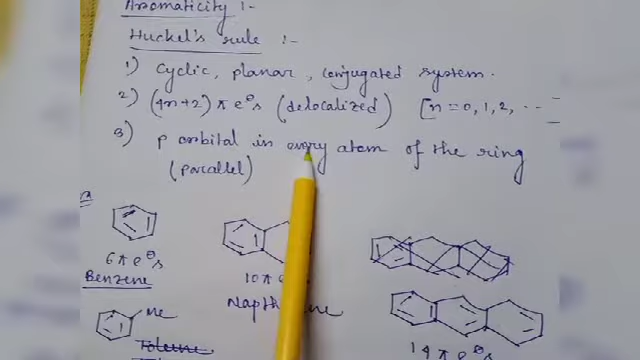 Aromaticity :-
Huckel's rule :-
1) Cyclic, planar, conjugated system.
2) (4n+2) π e⊖s (delocalized) [n=0,1,2, --
3) p orbital in every atom of the ring
(parallel)
6π e⊖s
Benzene
10π e
Napth
14π e⊖s
Me
Toluene